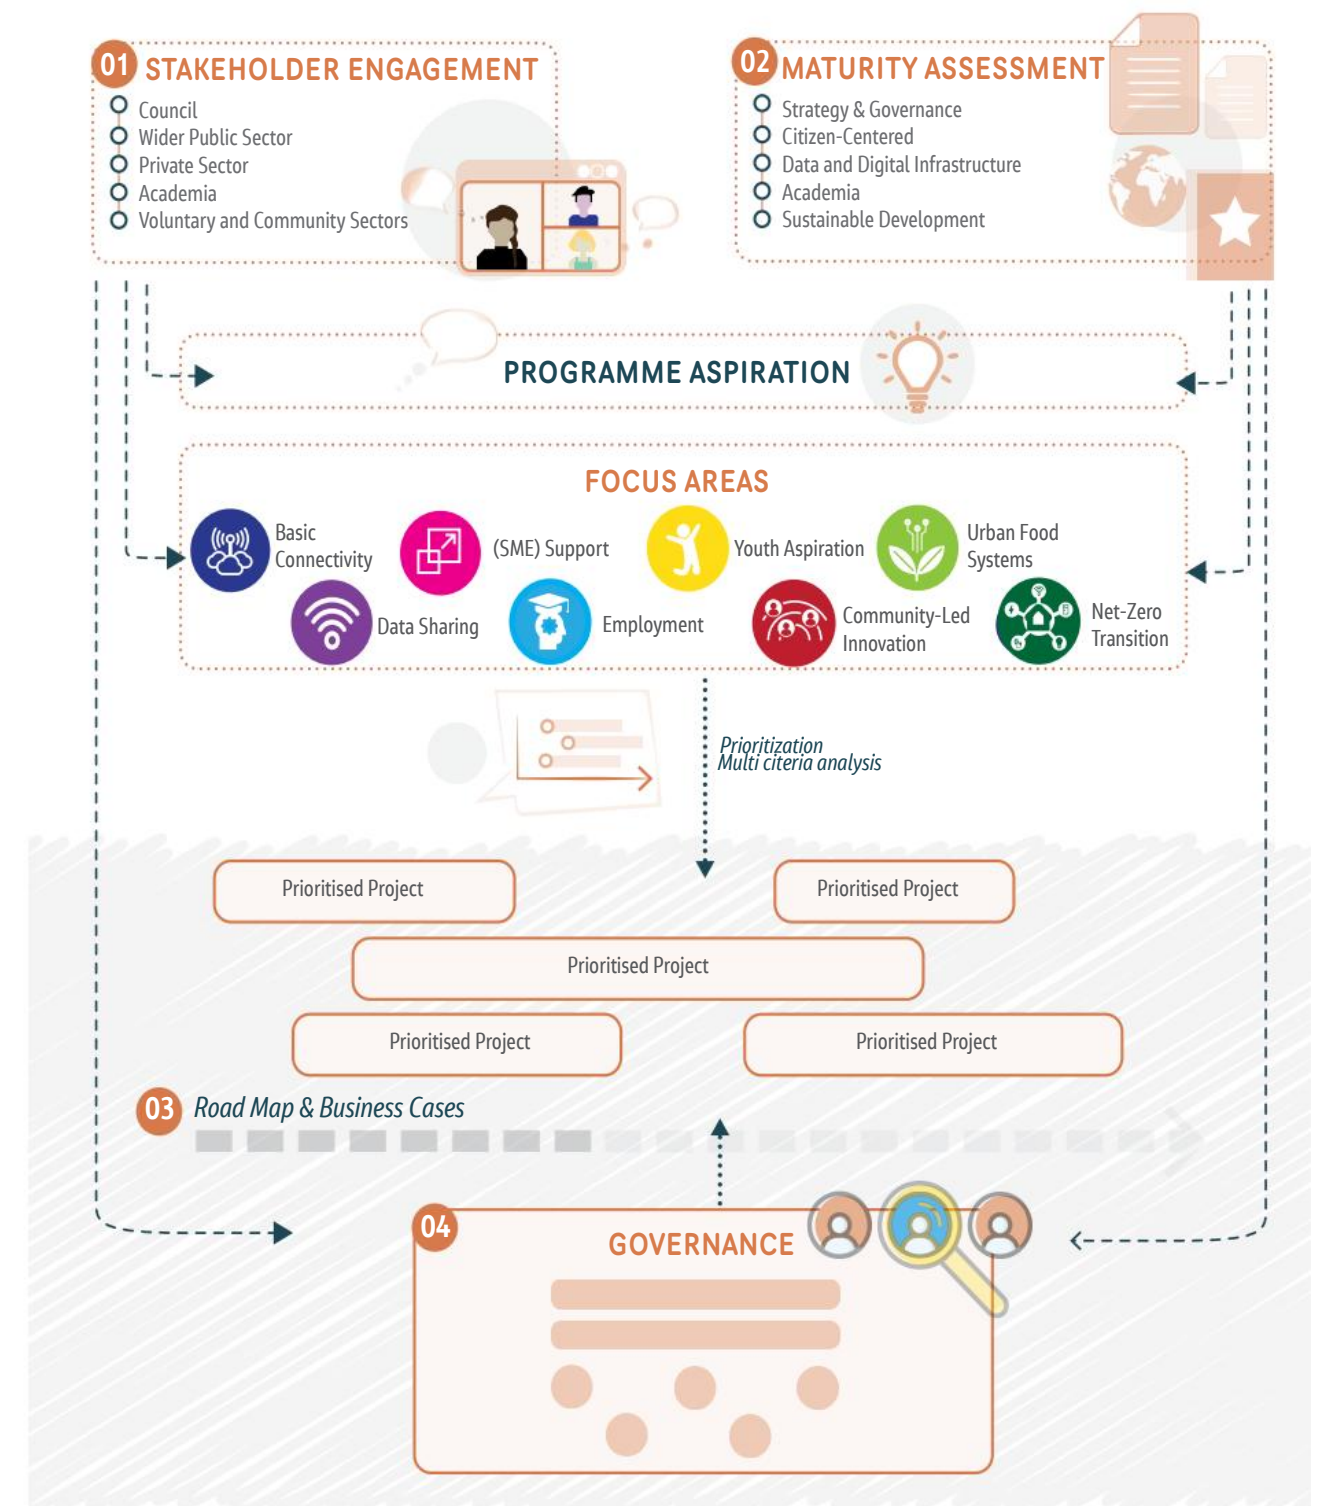 01 STAKEHOLDER ENGAGEMENT
Council
Wider Public Sector
Private Sector
Academia
Voluntary and Community Sectors
02 MATURITY ASSESSMENT
Strategy & Governance
Citizen-Centered
Data and Digital Infrastructure
Academia
Sustainable Development
PROGRAMME ASPIRATION
FOCUS AREAS
Basic
Connectivity
(SME) Support
Youth Aspiration
Urban Food
Systems
Data Sharing
Employment
Community-Led
Innovation
Net-Zero
Transition
Prioritization
Multi citeria analysis
Prioritised Project
Prioritised Project
Prioritised Project
Prioritised Project
Prioritised Project
03 Road Map & Business Cases
04
GOVERNANCE